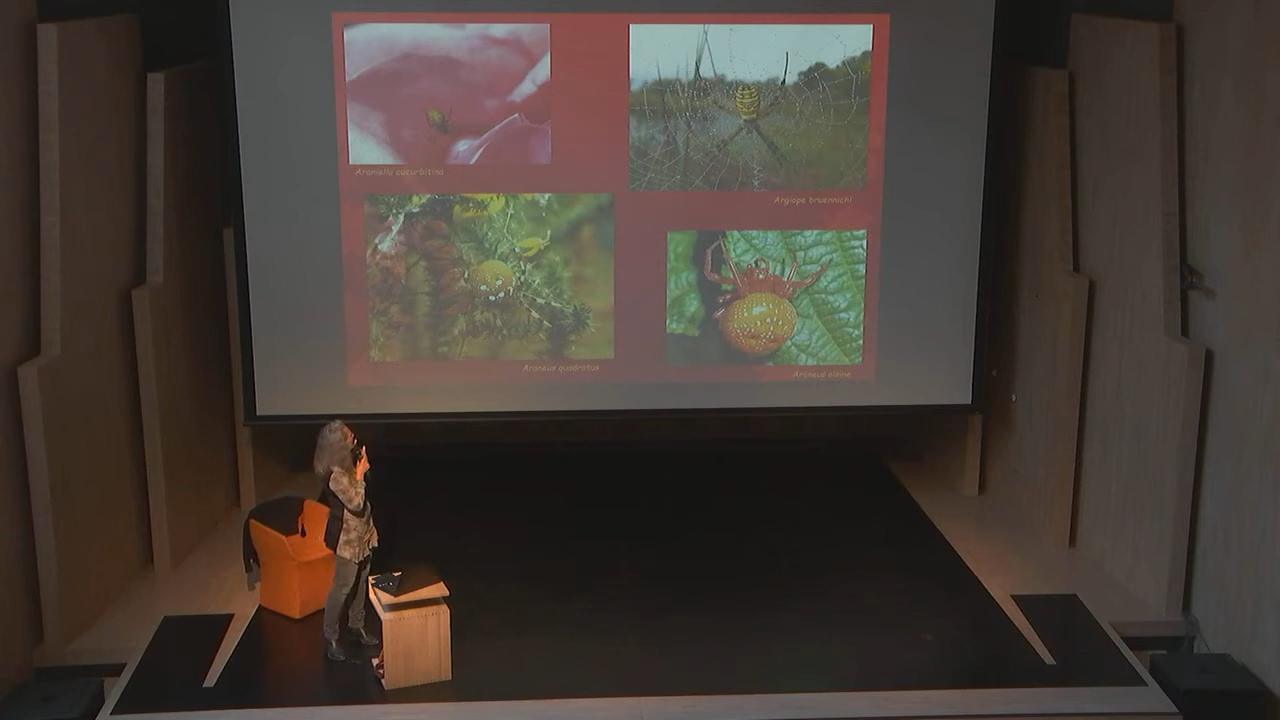 Araniella cucurbitina
Argiope bruennichi
Araneus quadratus
Araneus alsine